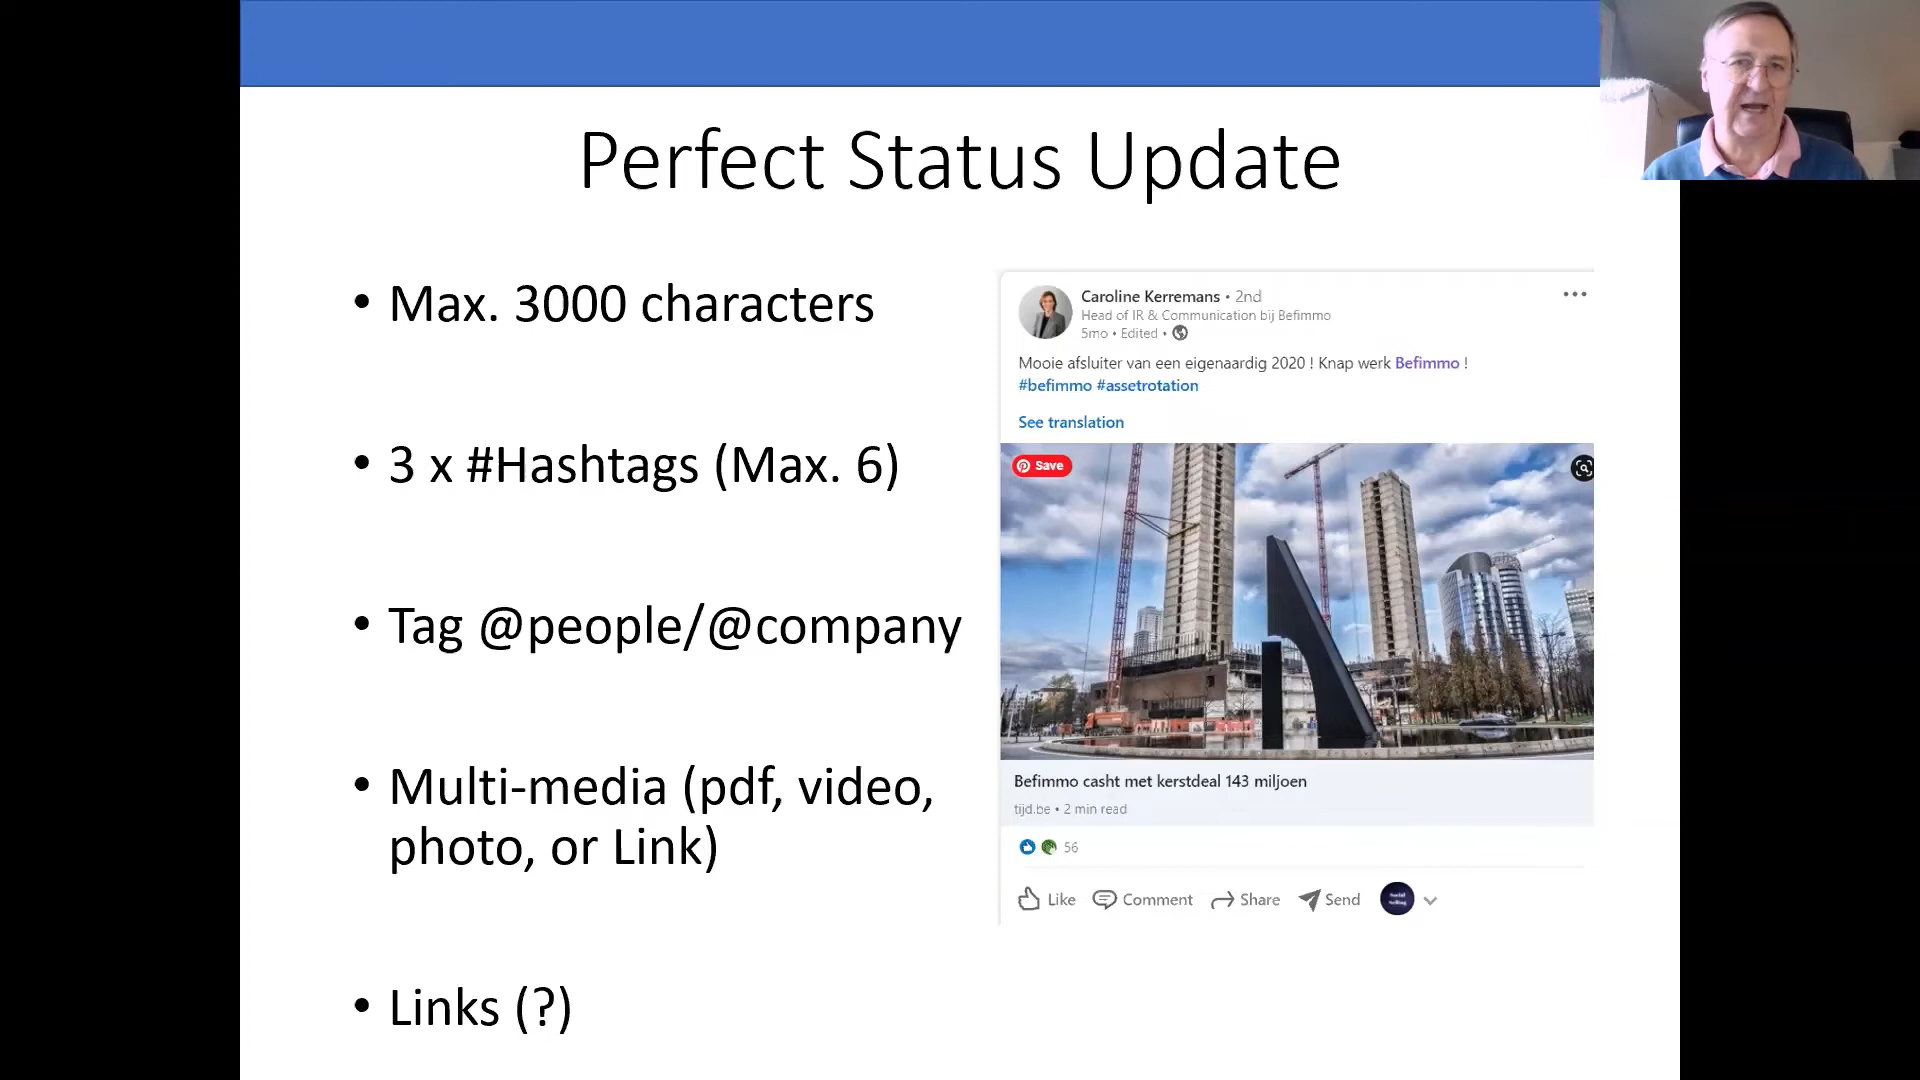 Perfect Status Update
• Max. 3000 characters
• 3 x #Hashtags (Max. 6)
• Tag @people/@company
• Multi-media (pdf, video,
photo, or Link)
• Links (?)
Caroline Kerremans • 2nd
Head of IR & Communication bij Befimmo
5mo • Edited •
Mooie afsluiter van een eigenaardig 2020 ! Knap werk Befimmo !
#befimmo #assetrotation
See translation
Save
Befimmo casht met kerstdeal 143 miljoen
tijd.be • 2 min read
56
Like Comment Share Send
Social
Selling